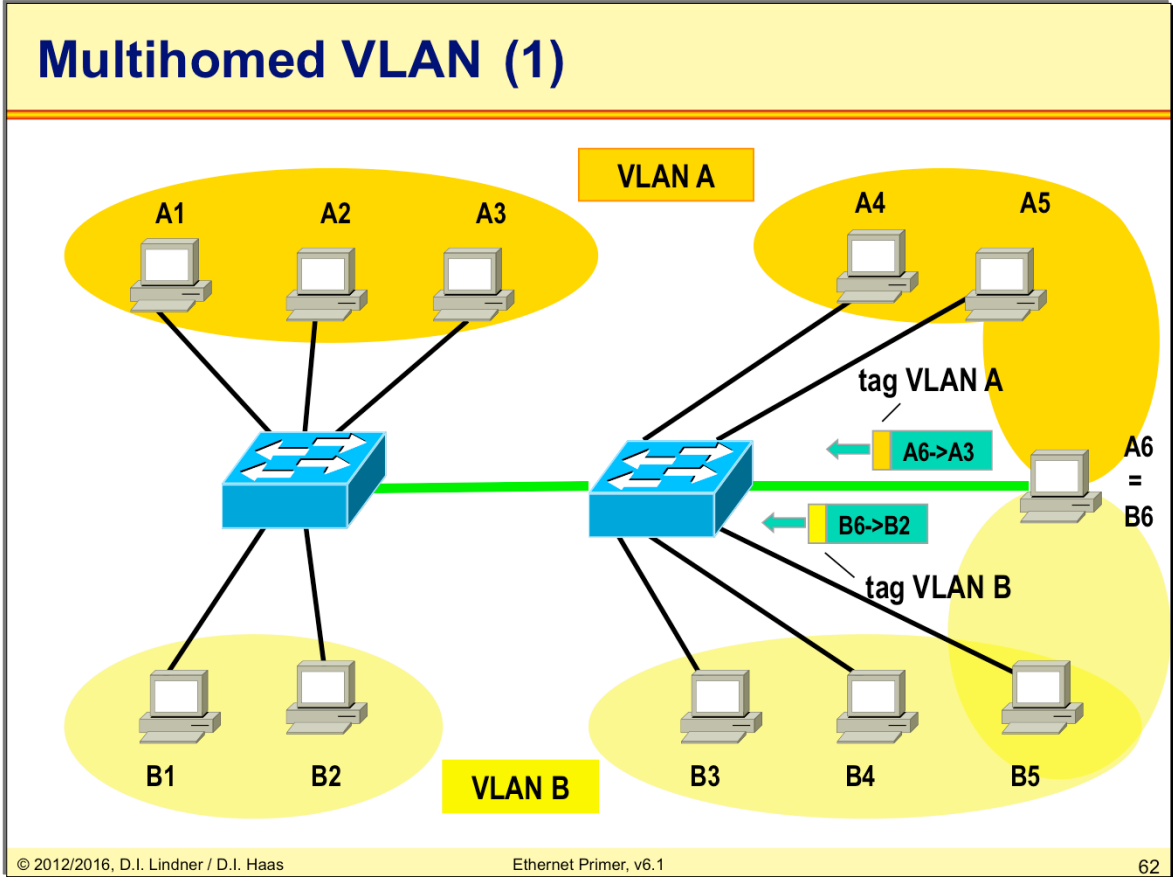 Multihomed VLAN (1)
VLAN A
A1
A2
A3
A4
A5
tag VLAN A
A6->A3
A6
=
B6
B6->B2
tag VLAN B
B1
B2
VLAN B
B3
B4
B5
© 2012/2016, D.I. Lindner / D.I. Haas
Ethernet Primer, v6.1
62